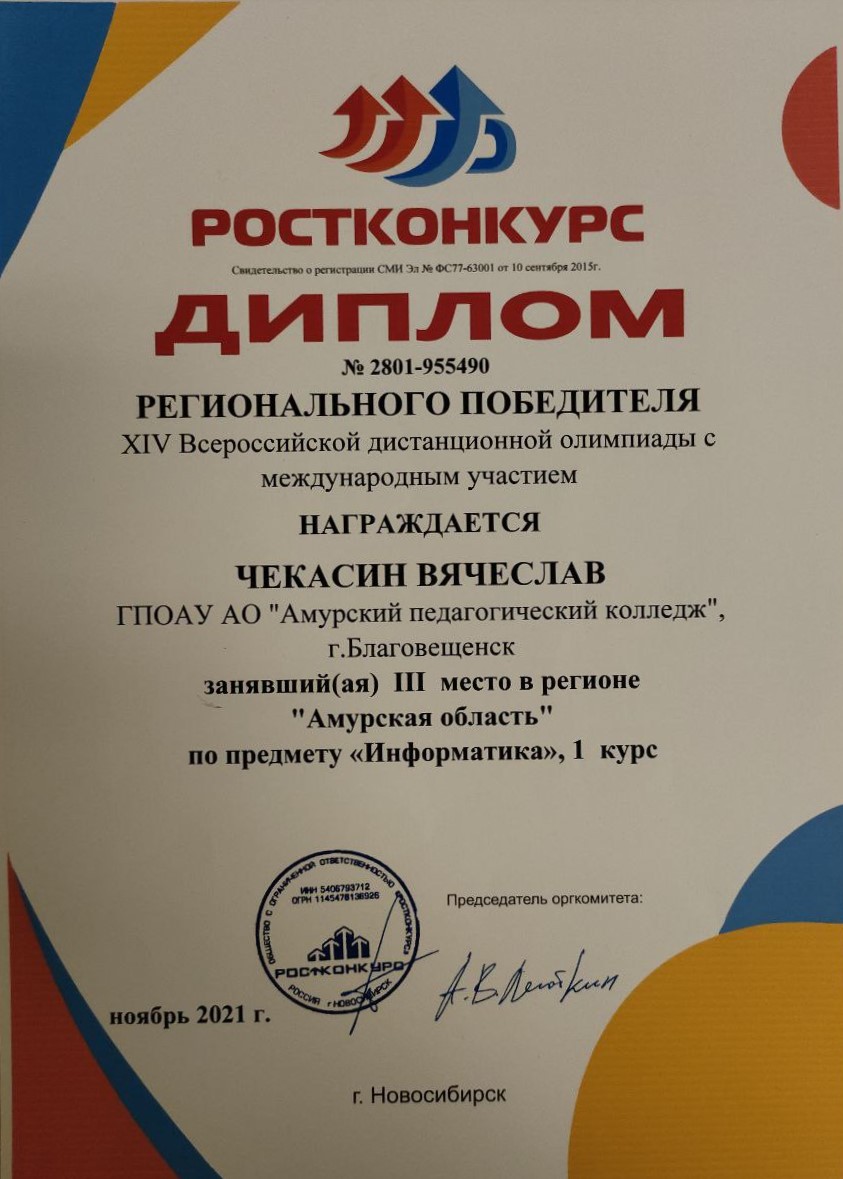 РОСТКОНКУРС
Свидетельство о регистрации СМИ Эл № ФС77-63001 от 10 сентября 2015г.
ДИПЛОМ
№ 2801-955490
РЕГИОНАЛЬНОГО ПОБЕДИТЕЛЯ
XIV Всероссийской дистанционной олимпиады с
международным участием
НАГРАЖДАЕТСЯ
ЧЕКАСИН ВЯЧЕСЛАВ
ГПОАУ АО "Амурский педагогический колледж",
г.Благовещенск
занявший(ая) III место в регионе
"Амурская область"
по предмету «Информатика», 1 курс
ОБЩЕСТВО С ОГРАНИЧЕННОЙ ОТВЕТСТВЕННОСТЬЮ РОСТКОНКУРС
ИНН 5406793712
ОГРН 1145476136926
РОСТКОНКУРС
РОССИЯ г НОВОСИБИРСК
Председатель оргкомитета:
А.В.
ноябрь 2021 г.
г. Новосибирск